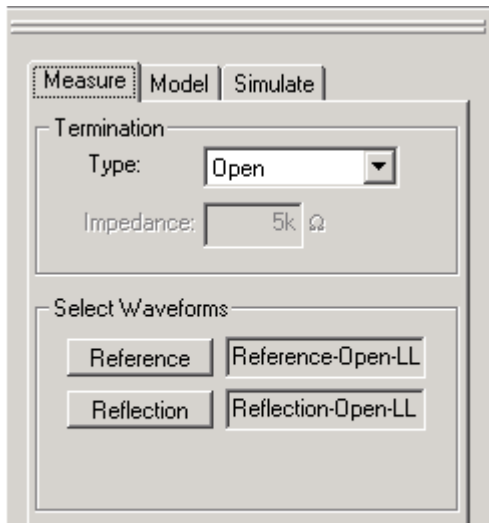 Measure Model Simulate
Termination
Type: Open
Impedance: 5k Ω
Select Waveforms
Reference Reference-Open-LL
Reflection Reflection-Open-LL